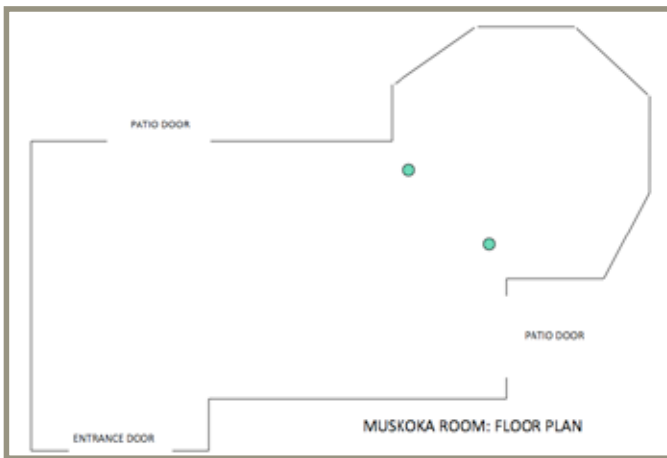 PATIO DOOR
PATIO DOOR
MUSKOKA ROOM: FLOOR PLAN
ENTRANCE DOOR